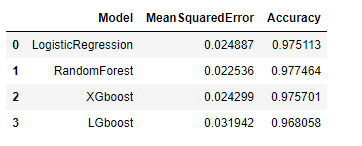 Model MeanSquaredError Accuracy
0 LogisticRegression 0.024887 0.975113
1 RandomForest 0.022536 0.977464
2 XGboost 0.024299 0.975701
3 LGboost 0.031942 0.968058